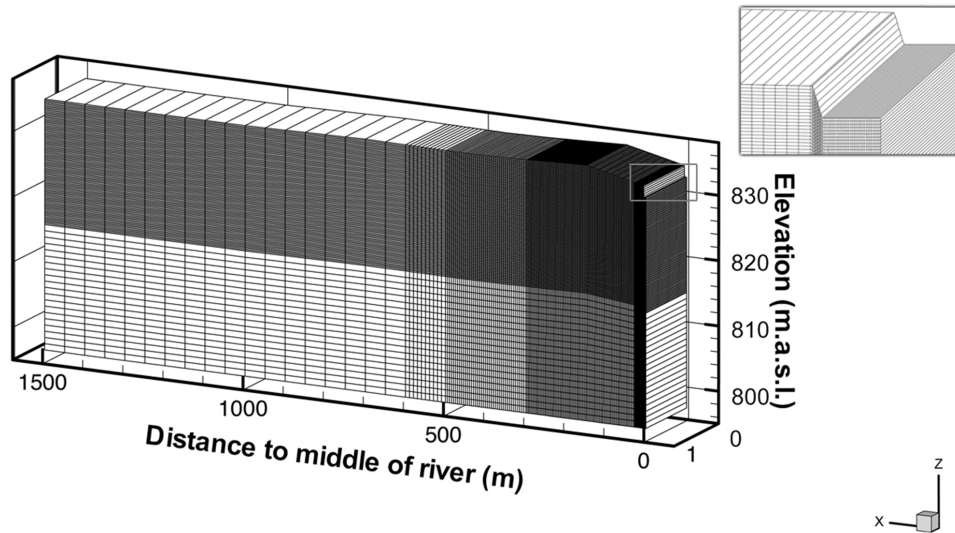 830
820
810
800
Elevation (m.a.s.l.)
1500
1000
500
0
1
0
Distance to middle of river (m)
Z
X